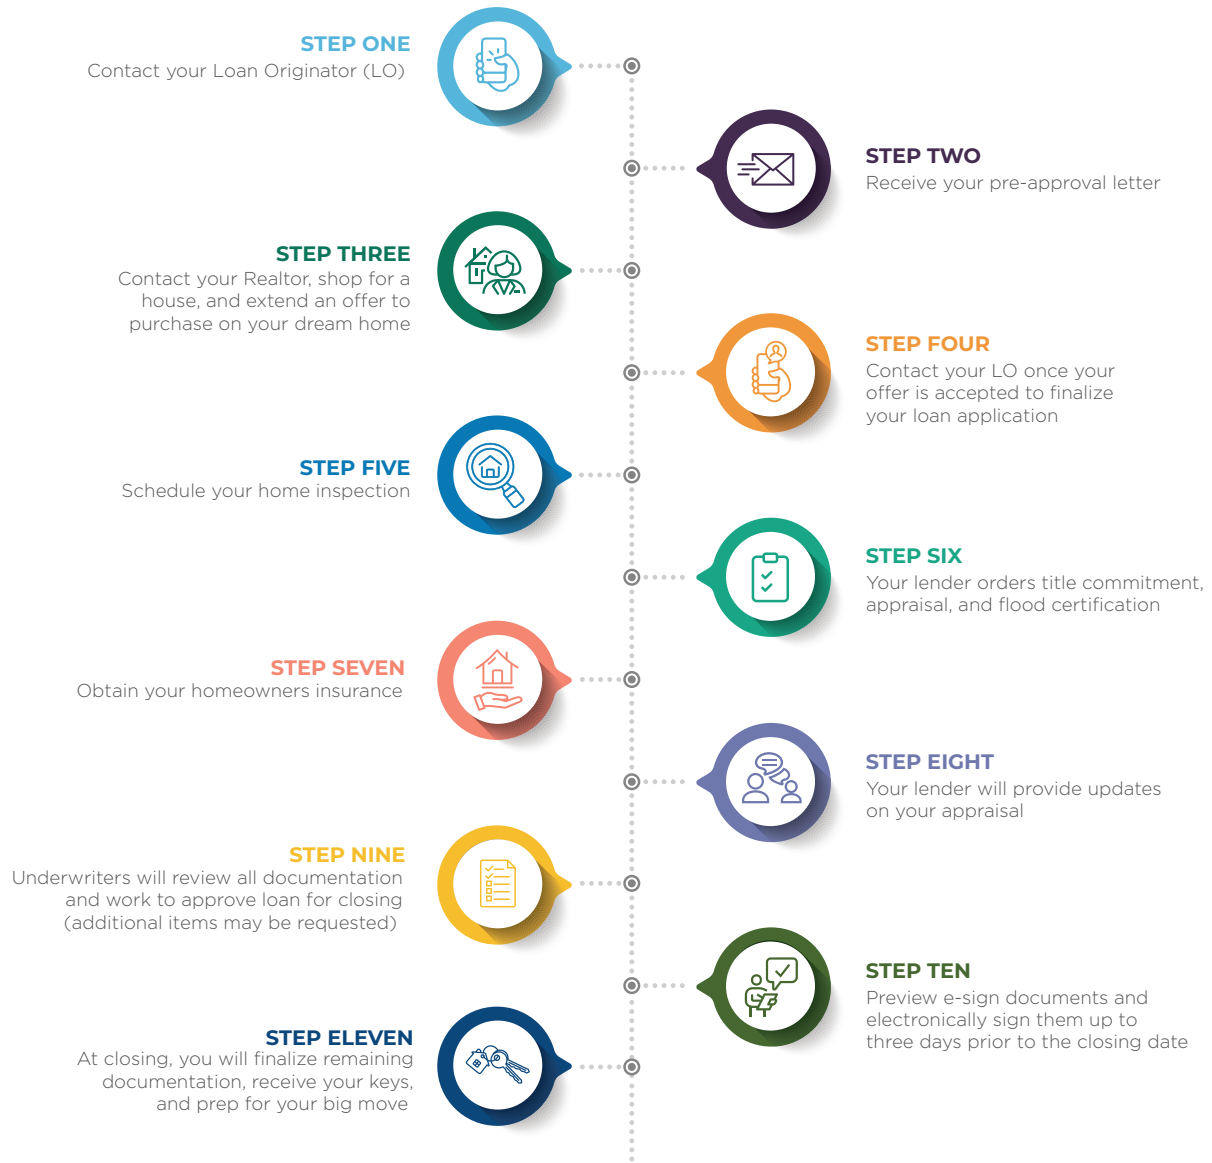 STEP ONE
Contact your Loan Originator (LO)
STEP TWO
Receive your pre-approval letter
STEP THREE
Contact your Realtor, shop for a
house, and extend an offer to
purchase on your dream home
STEP FOUR
Contact your LO once your
offer is accepted to finalize
your loan application
STEP FIVE
Schedule your home inspection
STEP SIX
Your lender orders title commitment,
appraisal, and flood certification
STEP SEVEN
Obtain your homeowners insurance
STEP EIGHT
Your lender will provide updates
on your appraisal
STEP NINE
Underwriters will review all documentation
and work to approve loan for closing
(additional items may be requested)
STEP TEN
Preview e-sign documents and
electronically sign them up to
three days prior to the closing date
STEP ELEVEN
At closing, you will finalize remaining
documentation, receive your keys,
and prep for your big move